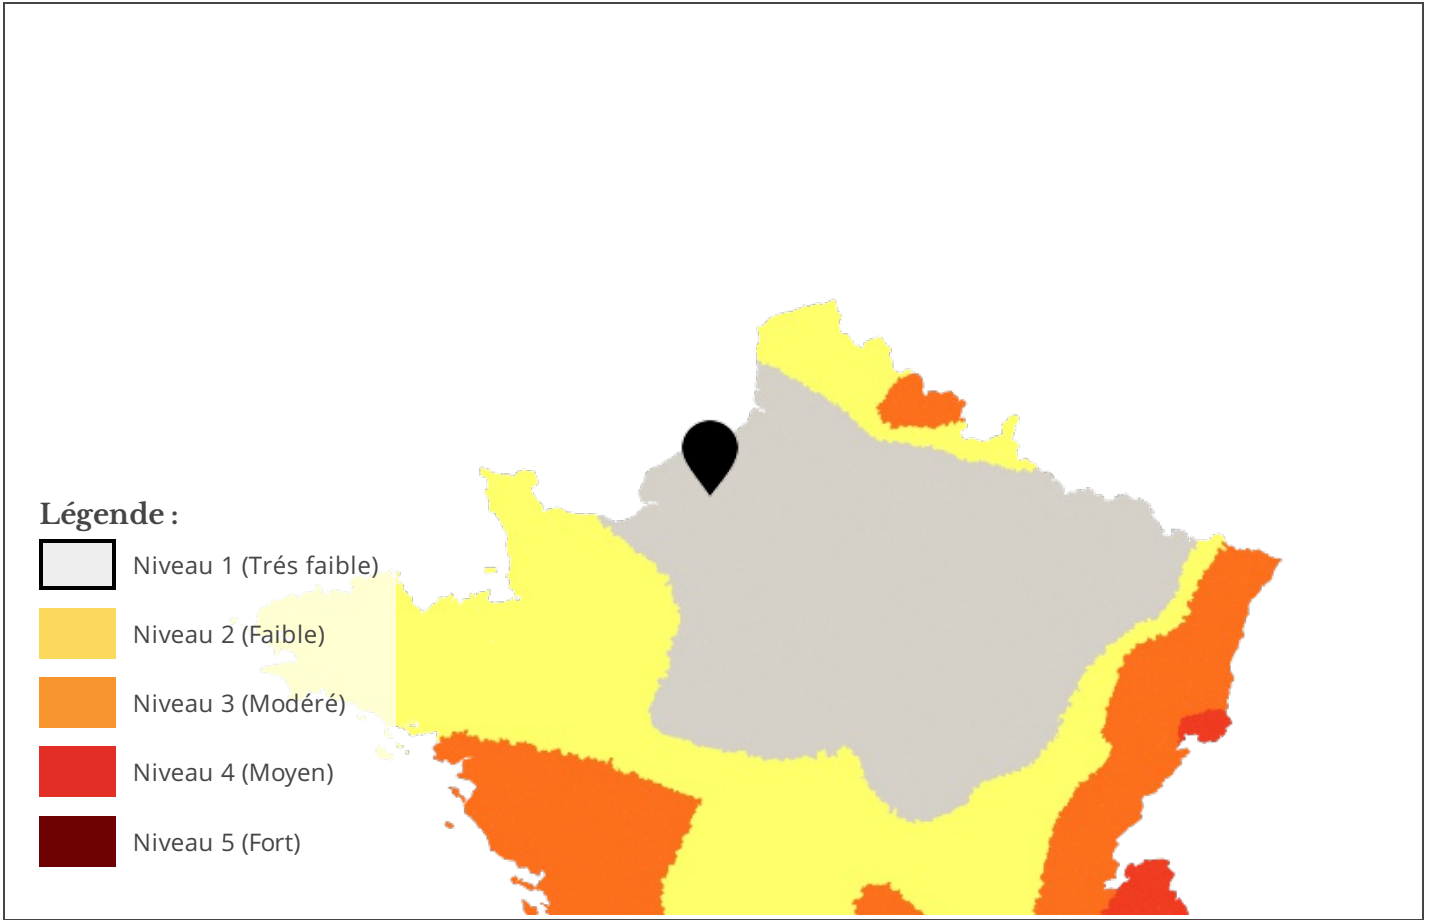 Légende :
Niveau 1 (Trés faible)
Niveau 2 (Faible)
Niveau 3 (Modéré)
Niveau 4 (Moyen)
Niveau 5 (Fort)